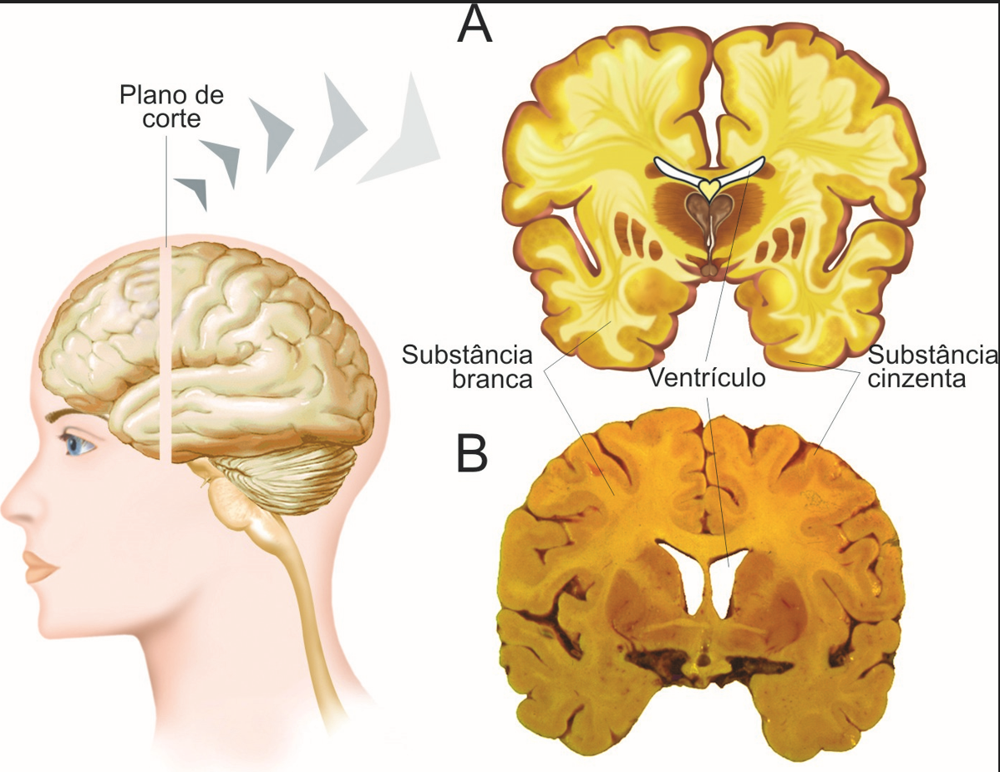 A
Plano de
corte
Substância
branca
Ventrículo
Substância
cinzenta
B